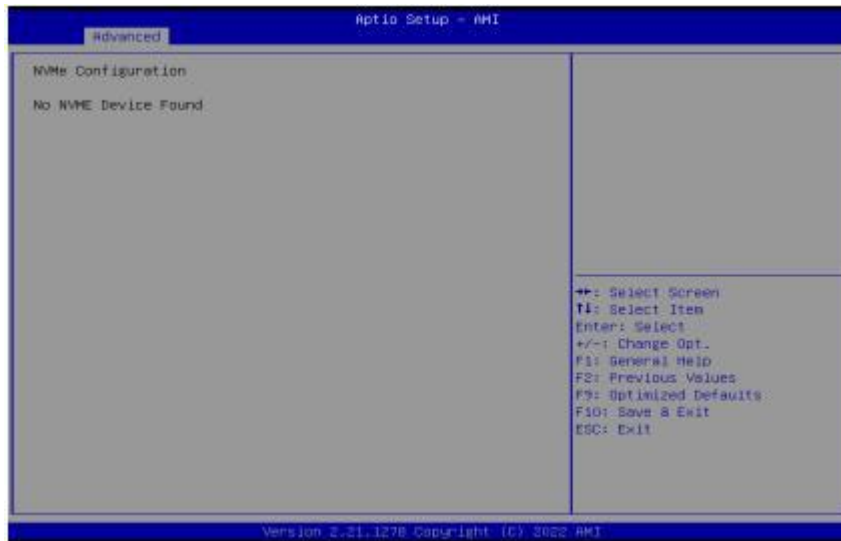 Aptio Setup - AMI
Advanced
NVMe Configuration
No NVME Device Found
→←: Select Screen
↑↓: Select Item
Enter: Select
+/-: Change Opt.
F1: General Help
F2: Previous Values
F9: Optimized Defaults
F10: Save & Exit
ESC: Exit
Version 2.21.1278 Copyright (C) 2022 AMI